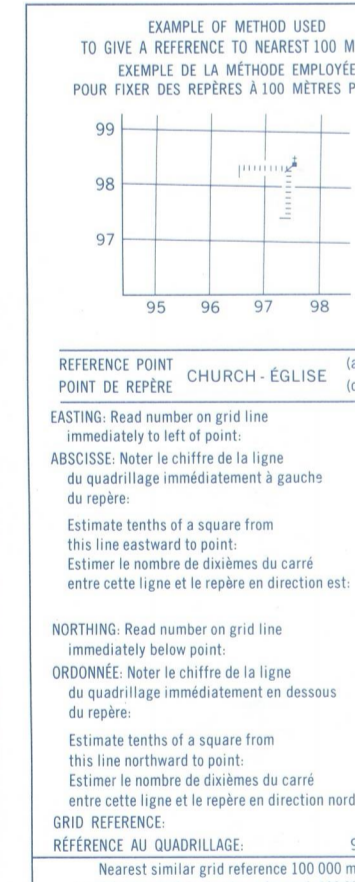 EXAMPLE OF METHOD USED
TO GIVE A REFERENCE TO NEAREST 100 M
EXEMPLE DE LA MÉTHODE EMPLOYÉE
POUR FIXER DES REPÈRES À 100 MÈTRES P
99
98
97
95 96 97 98
REFERENCE POINT
POINT DE REPÈRE
CHURCH - ÉGLISE
EASTING: Read number on grid line
immediately to left of point:
ABSCISSE: Noter le chiffre de la ligne
du quadrillage immédiatement à gauche
du repère:
Estimate tenths of a square from
this line eastward to point:
Estimer le nombre de dixièmes du carré
entre cette ligne et le repère en direction est:
NORTHING: Read number on grid line
immediately below point:
ORDONNÉE: Noter le chiffre de la ligne
du quadrillage immédiatement en dessous
du repère:
Estimate tenths of a square from
this line northward to point:
Estimer le nombre de dixièmes du carré
entre cette ligne et le repère en direction nord
GRID REFERENCE:
RÉFÉRENCE AU QUADRILLAGE: 9
Nearest similar grid reference 100 000 m